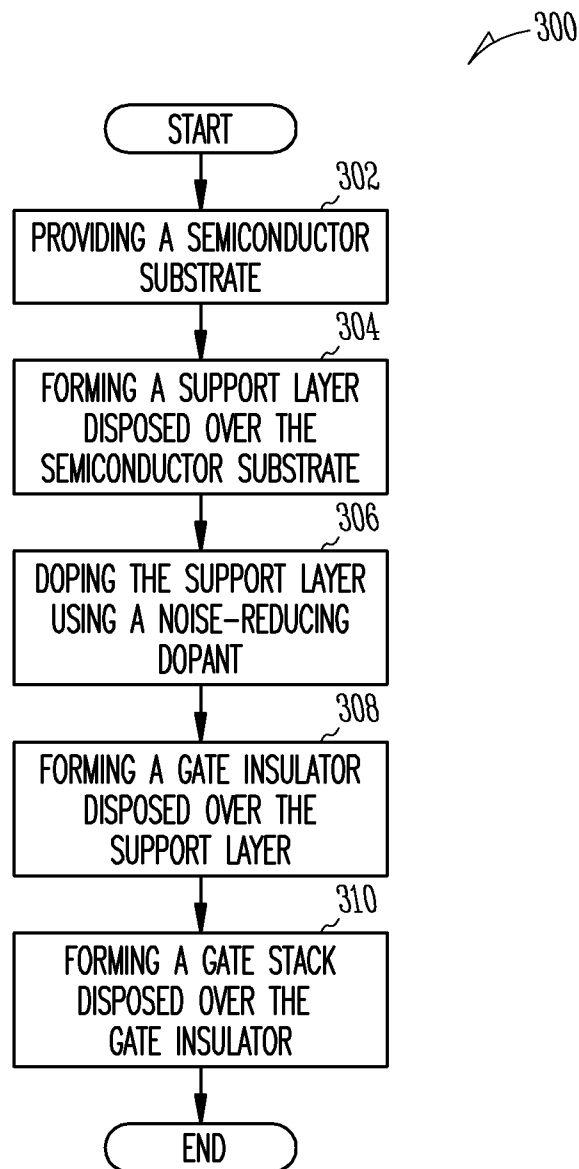 300
START
302
PROVIDING A SEMICONDUCTOR
SUBSTRATE
304
FORMING A SUPPORT LAYER
DISPOSED OVER THE
SEMICONDUCTOR SUBSTRATE
306
DOPING THE SUPPORT LAYER
USING A NOISE-REDUCING
DOPANT
308
FORMING A GATE INSULATOR
DISPOSED OVER THE
SUPPORT LAYER
310
FORMING A GATE STACK
DISPOSED OVER THE
GATE INSULATOR
END